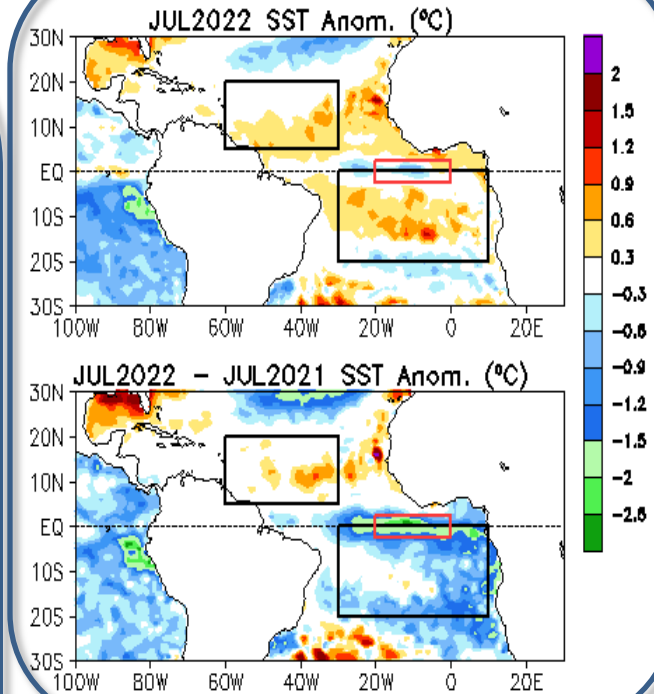 JUL2022 SST Anom. (ºC)
30N
20N
10N
EQ
10S
20S
30S
100W 80W 60W 40W 20W 0 20E
JUL2022 – JUL2021 SST Anom. (ºC)
30N
20N
10N
EQ
10S
20S
30S
100W 80W 60W 40W 20W 0 20E
2
1.5
1.2
0.9
0.6
0.3
-0.3
-0.6
-0.9
-1.2
-1.5
-2
-2.5